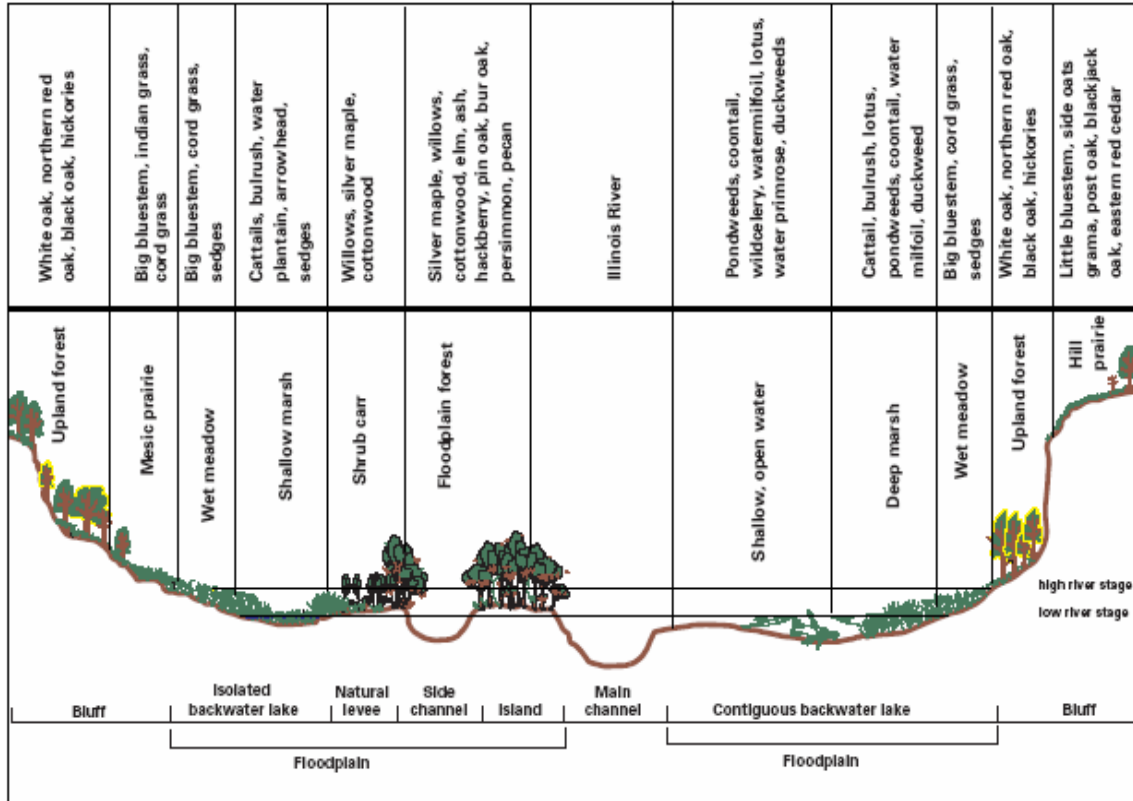 White oak, northern red
oak, black oak, hickories
Big bluestem, indian grass,
cord grass
Big bluestem, cord grass,
sedges
Cattails, bulrush, water
plantain, arrowhead,
sedges
Willows, silver maple,
cottonwood
Silver maple, willows,
cottonwood, elm, ash,
hackberry, pin oak, bur oak,
persimmon, pecan
Illinois River
Pondweeds, coontail,
wildcelery, watermilfoil, lotus,
water primrose, duckweeds
Cattail, bulrush, lotus,
pondweeds, coontail, water
milfoil, duckweed
Big bluestem, cord grass,
sedges
White oak, northern red oak,
black oak, hickories
Little bluestem, side oats
grama, post oak, blackjack
oak, eastern red cedar
Upland forest
Mesic prairie
Wet meadow
Shallow marsh
Shrub carr
Floodplain forest
Shallow, open water
Deep marsh
Wet meadow
Upland forest
Hill
prairie
high river stage
low river stage
Bluff
Isolated
backwater lake
Natural
levee
Side
channel
Island
Main
channel
Contiguous backwater lake
Bluff
Floodplain
Floodplain